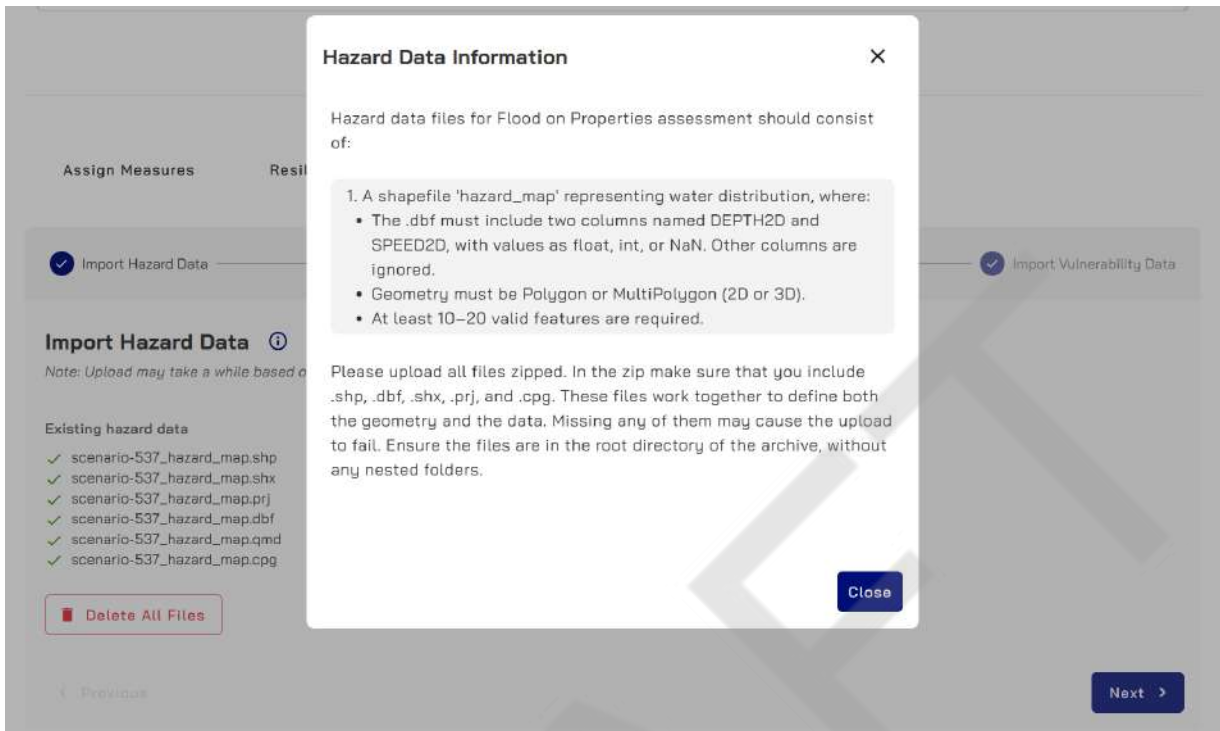 Hazard Data Information
Hazard data files for Flood on Properties assessment should consist
of:
1. A shapefile 'hazard_map' representing water distribution, where:
• The .dbf must include two columns named DEPTH2D and
SPEED2D, with values as float, int, or NaN. Other columns are
ignored.
• Geometry must be Polygon or MultiPolygon (2D or 3D).
• At least 10–20 valid features are required.
Please upload all files zipped. In the zip make sure that you include
.shp, .dbf, .shx, .prj, and .cpg. These files work together to define both
the geometry and the data. Missing any of them may cause the upload
to fail. Ensure the files are in the root directory of the archive, without
any nested folders.
Close
Assign Measures
Resil
Import Hazard Data
Import Vulnerability Data
Import Hazard Data
Note: Upload may take a while based o
Existing hazard data
scenario-537_hazard_map.shp
scenario-537_hazard_map.shx
scenario-537_hazard_map.prj
scenario-537_hazard_map.dbf
scenario-537_hazard_map.qmd
scenario-537_hazard_map.cpg
Delete All Files
Previous
Next